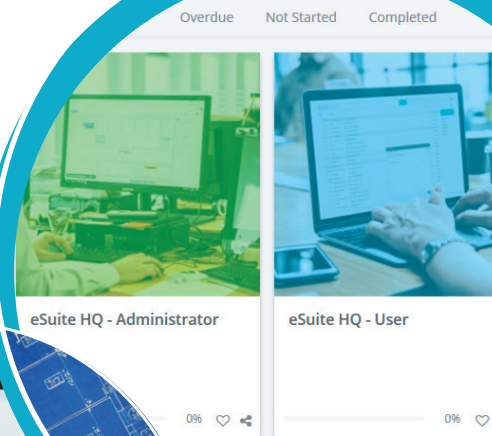 Overdue Not Started Completed
eSuite HQ - Administrator
eSuite HQ - User
0%
0%